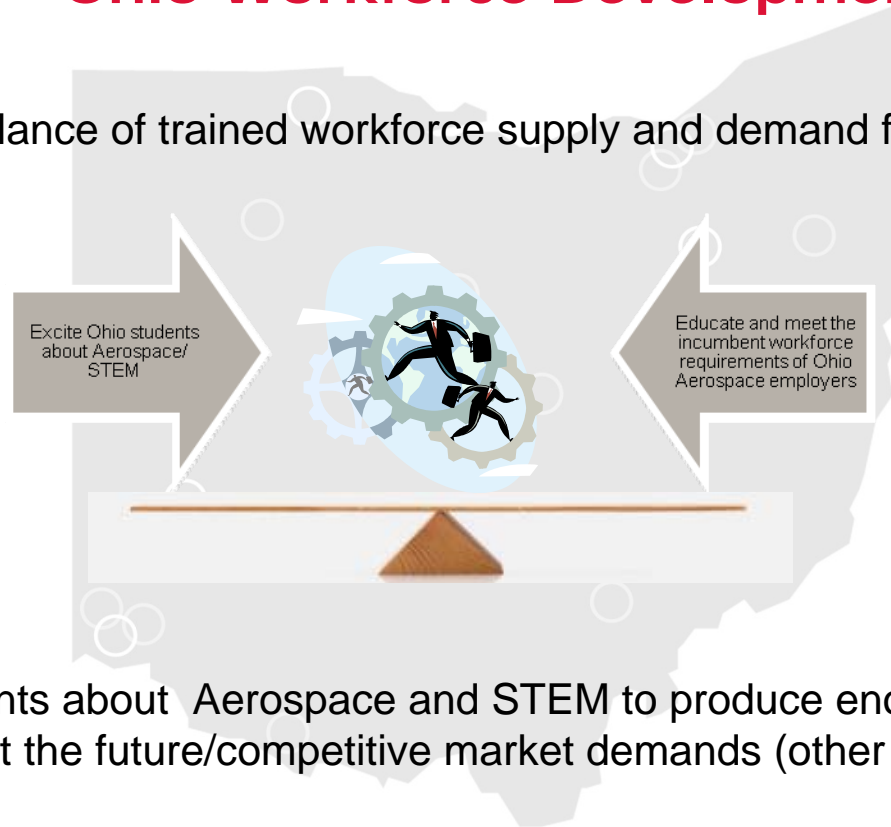 Ohio Workforce Developmen
lance of trained workforce supply and demand f
Excite Ohio students
about Aerospace/
STEM
Educate and meet the
incumbent workforce
requirements of Ohio
Aerospace employers
nts about Aerospace and STEM to produce eno
t the future/competitive market demands (other